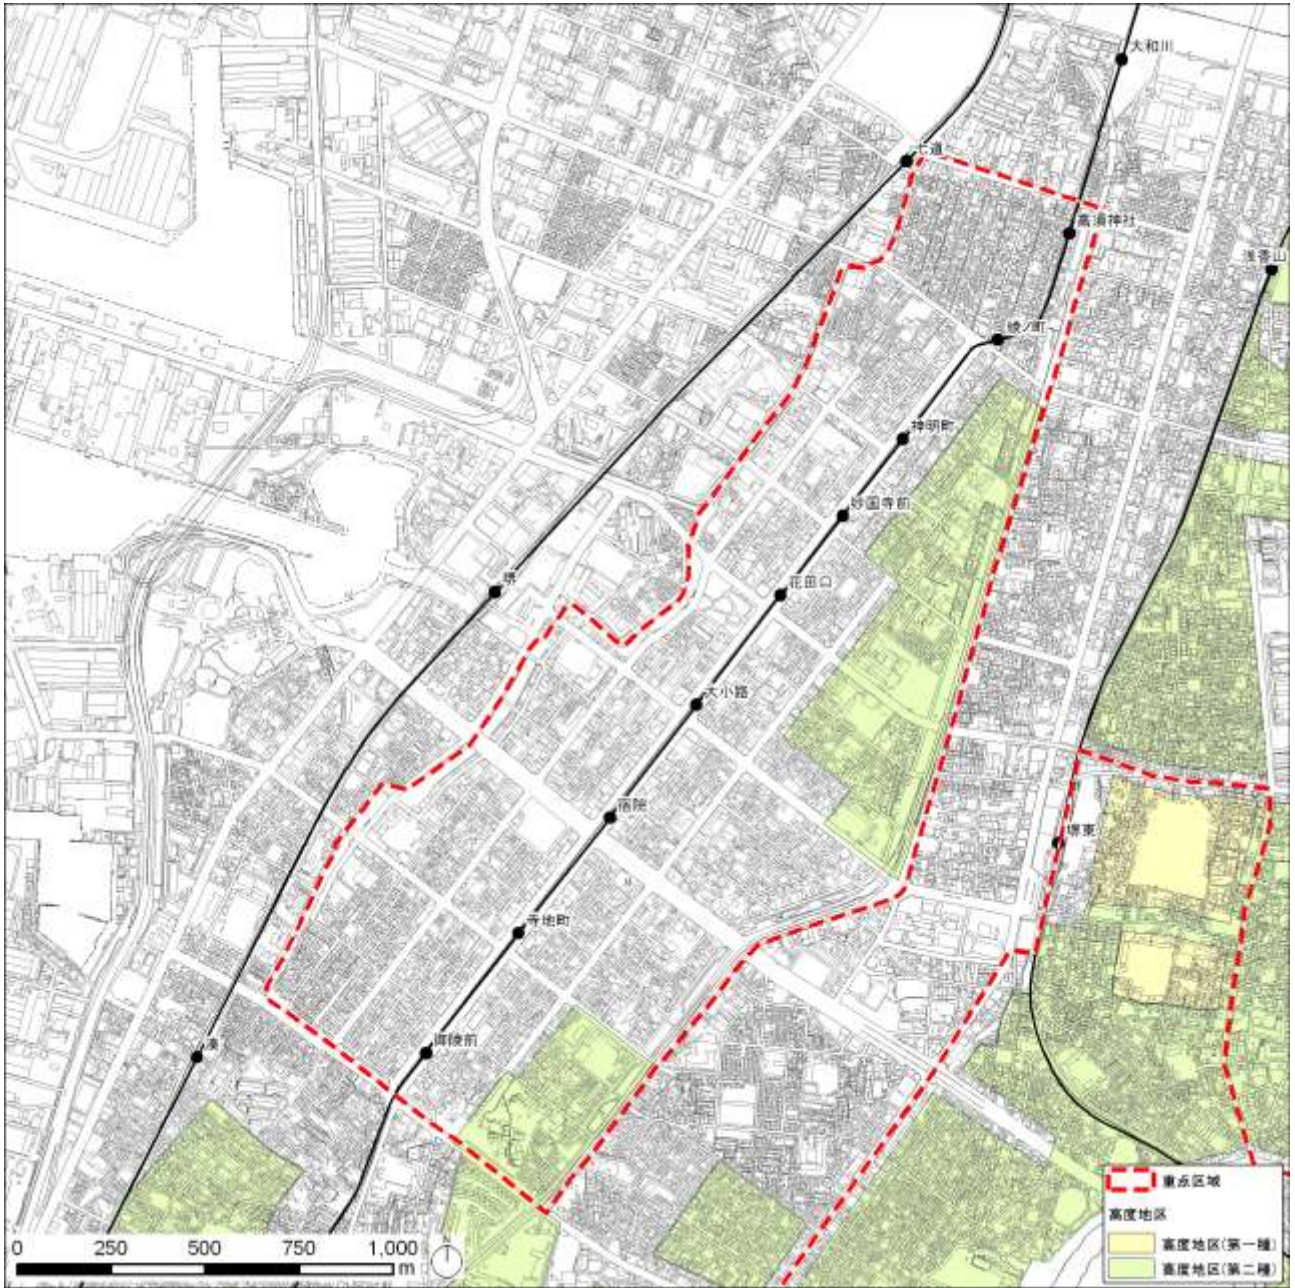 大和川
七道
高須神社
浅香山
綾ノ町
神明町
妙国寺前
花田口
堺
大小路
宿院
堺東
寺地町
御陵前
湊
重点区域
高度地区
高度地区(第一種)
高度地区(第二種)
0 250 500 750 1,000
m
N